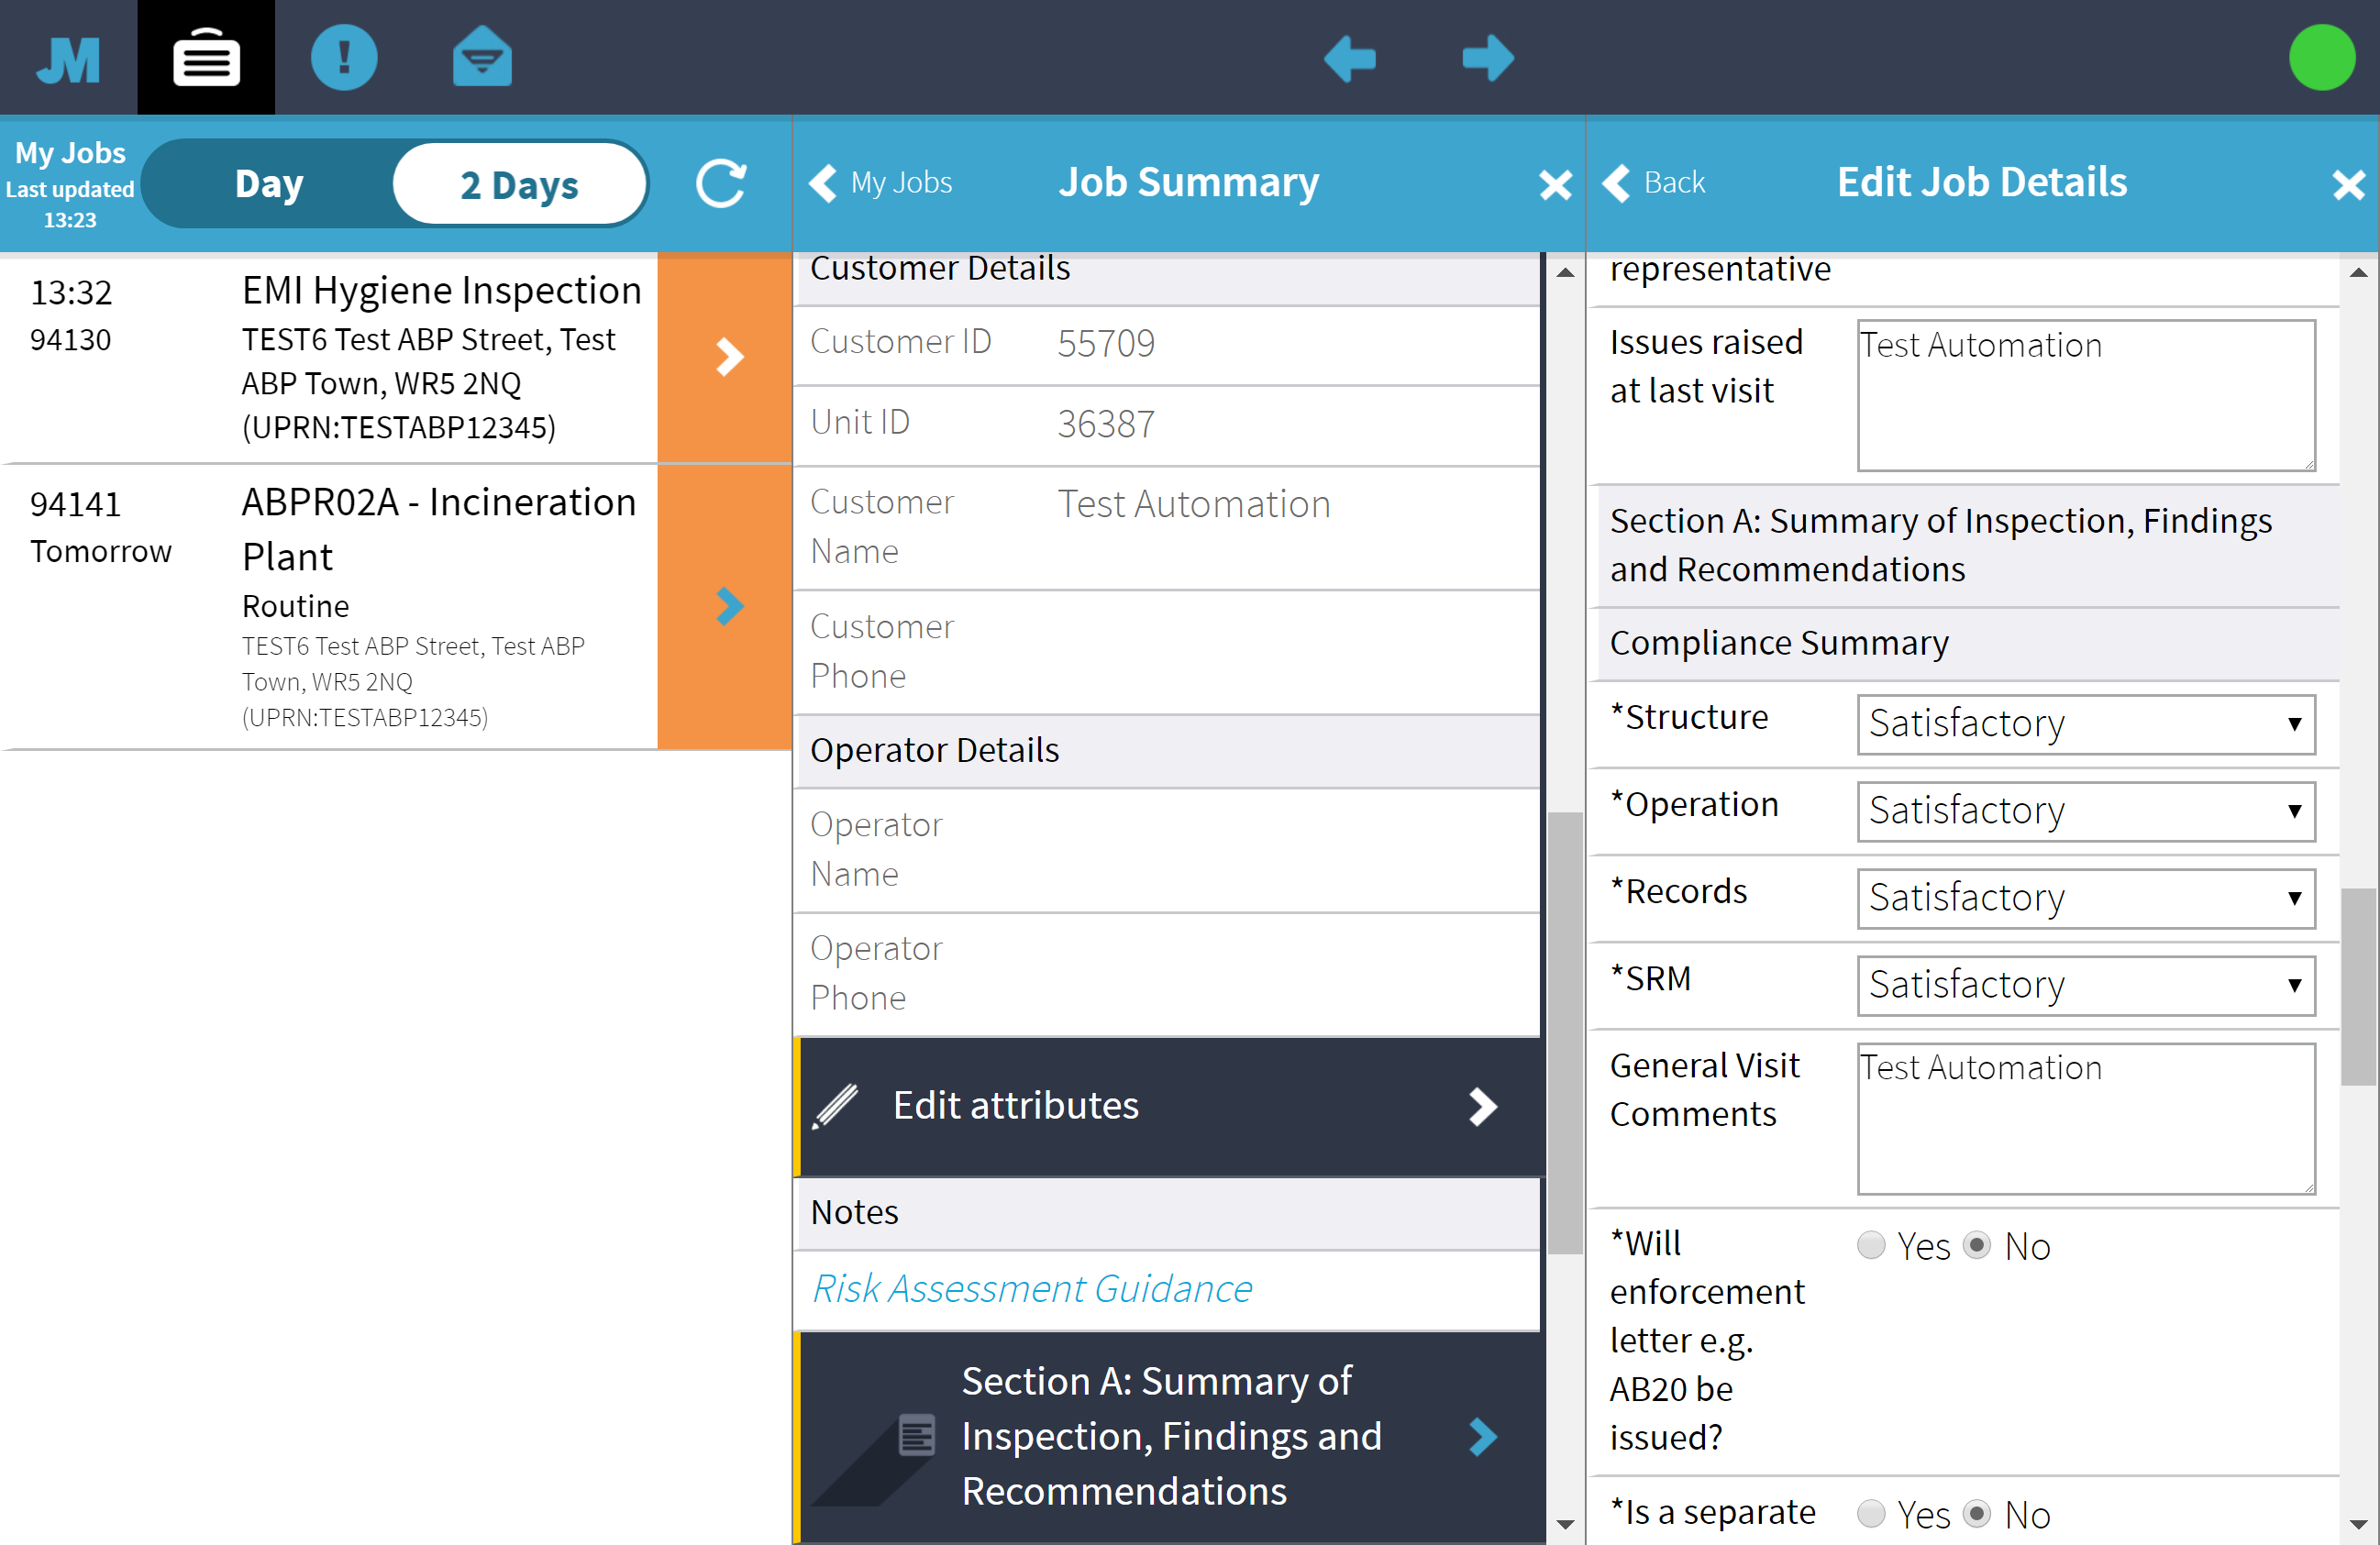 JM
My Jobs
Last updated
13:23
Day
2 Days
My Jobs
Job Summary
Back
Edit Job Details
13:32
94130
EMI Hygiene Inspection
TEST6 Test ABP Street, Test
ABP Town, WR5 2NQ
(UPRN:TESTABP12345)
94141
Tomorrow
ABPR02A - Incineration
Plant
Routine
TEST6 Test ABP Street, Test ABP
Town, WR5 2NQ
(UPRN:TESTABP12345)
Customer Details
Customer ID
55709
Unit ID
36387
Customer
Name
Test Automation
Customer
Phone
Operator Details
Operator
Name
Operator
Phone
Edit attributes
Notes
Risk Assessment Guidance
Section A: Summary of
Inspection, Findings and
Recommendations
representative
Issues raised
at last visit
Test Automation
Section A: Summary of Inspection, Findings
and Recommendations
Compliance Summary
*Structure
Satisfactory
*Operation
Satisfactory
*Records
Satisfactory
*SRM
Satisfactory
General Visit
Comments
Test Automation
*Will
enforcement
letter e.g.
AB20 be
issued?
Yes No
*Is a separate
Yes No